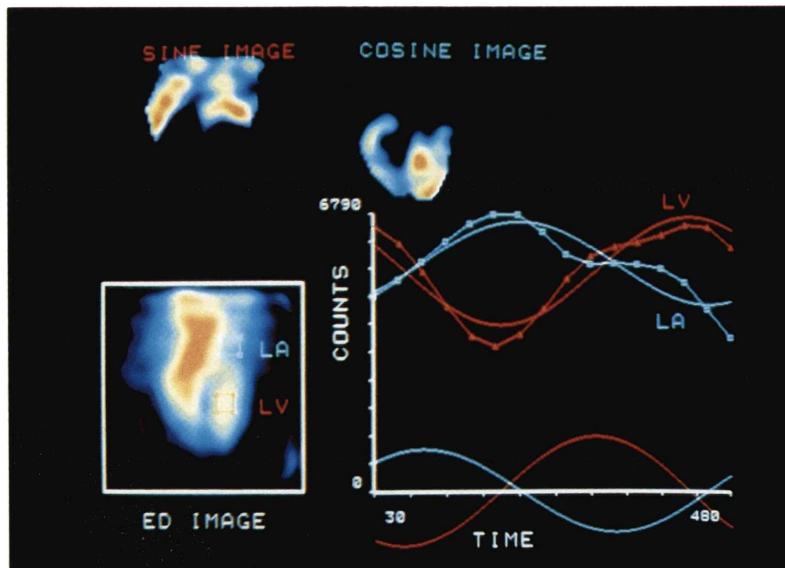 SINE IMAGE
COSINE IMAGE
6790
LV
COUNTS
LA
LA
LV
0
30
480
ED IMAGE
TIME